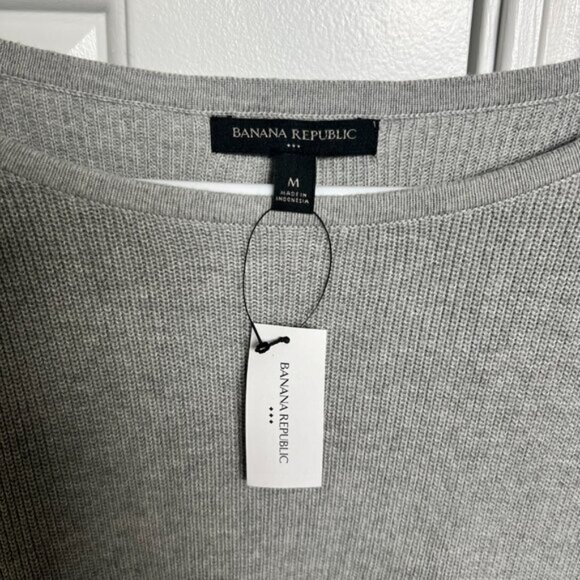 BANANA REPUBLIC
M
MADE IN
INDONESIA
BANANA REPUBLIC